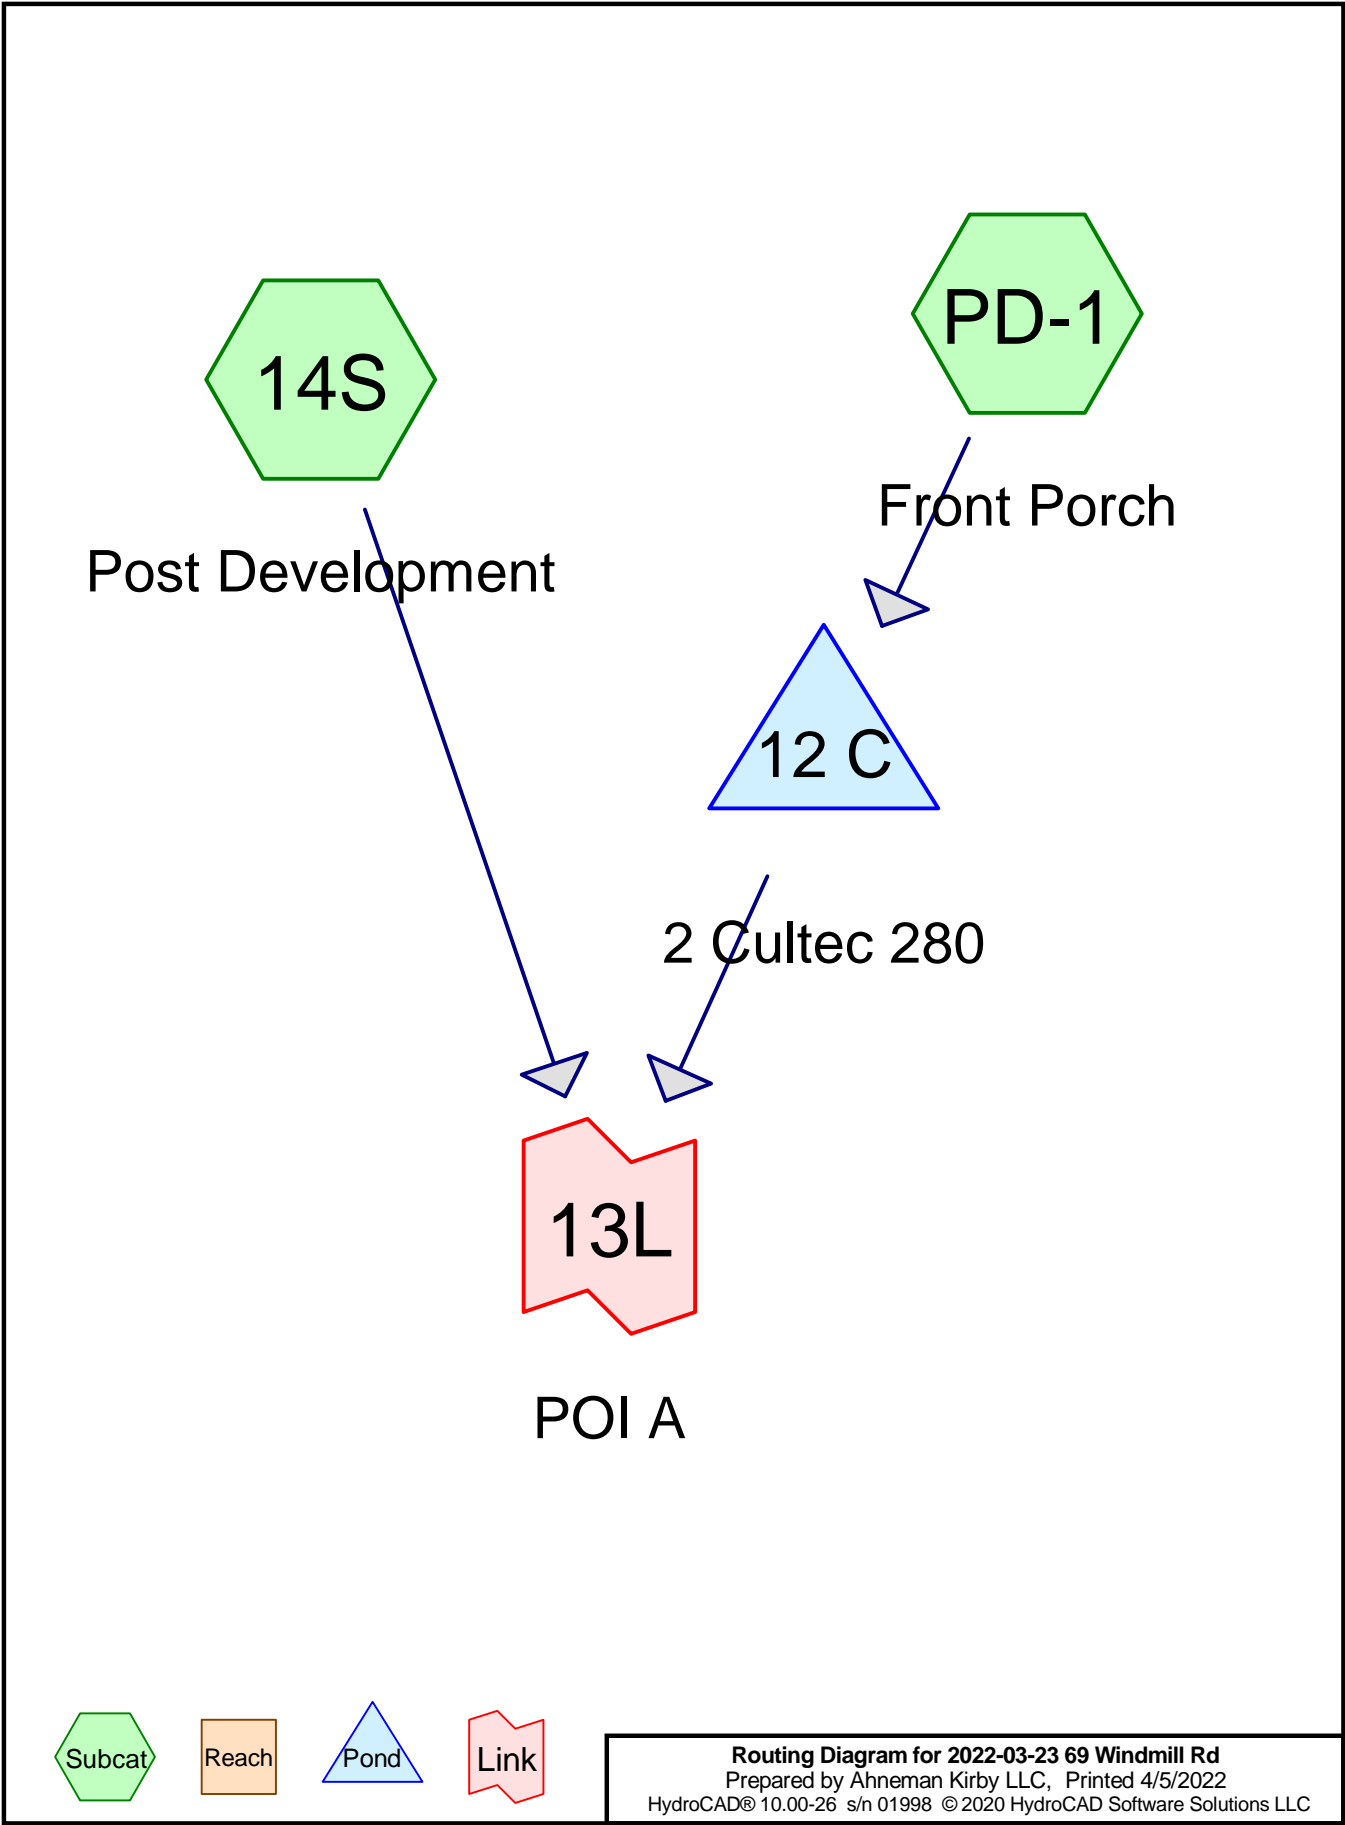 PD-1
14S
Front Porch
Post Development
12 C
2 Cultec 280
13L
POI A
Subcat
Reach
Pond
Link
Routing Diagram for 2022-03-23 69 Windmill Rd
Prepared by Ahneman Kirby LLC, Printed 4/5/2022
HydroCAD® 10.00-26 s/n 01998 © 2020 HydroCAD Software Solutions LLC